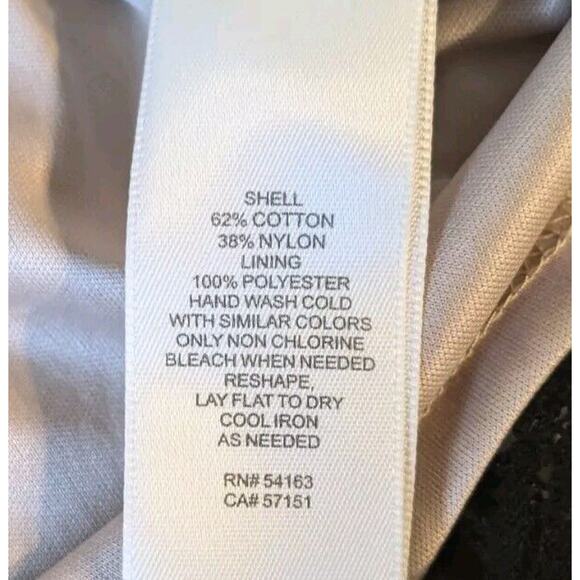 SHELL
62% COTTON
38% NYLON
LINING
100% POLYESTER
HAND WASH COLD
WITH SIMILAR COLORS
ONLY NON CHLORINE
BLEACH WHEN NEEDED
RESHAPE,
LAY FLAT TO DRY
COOL IRON
AS NEEDED
RN# 54163
CA# 57151